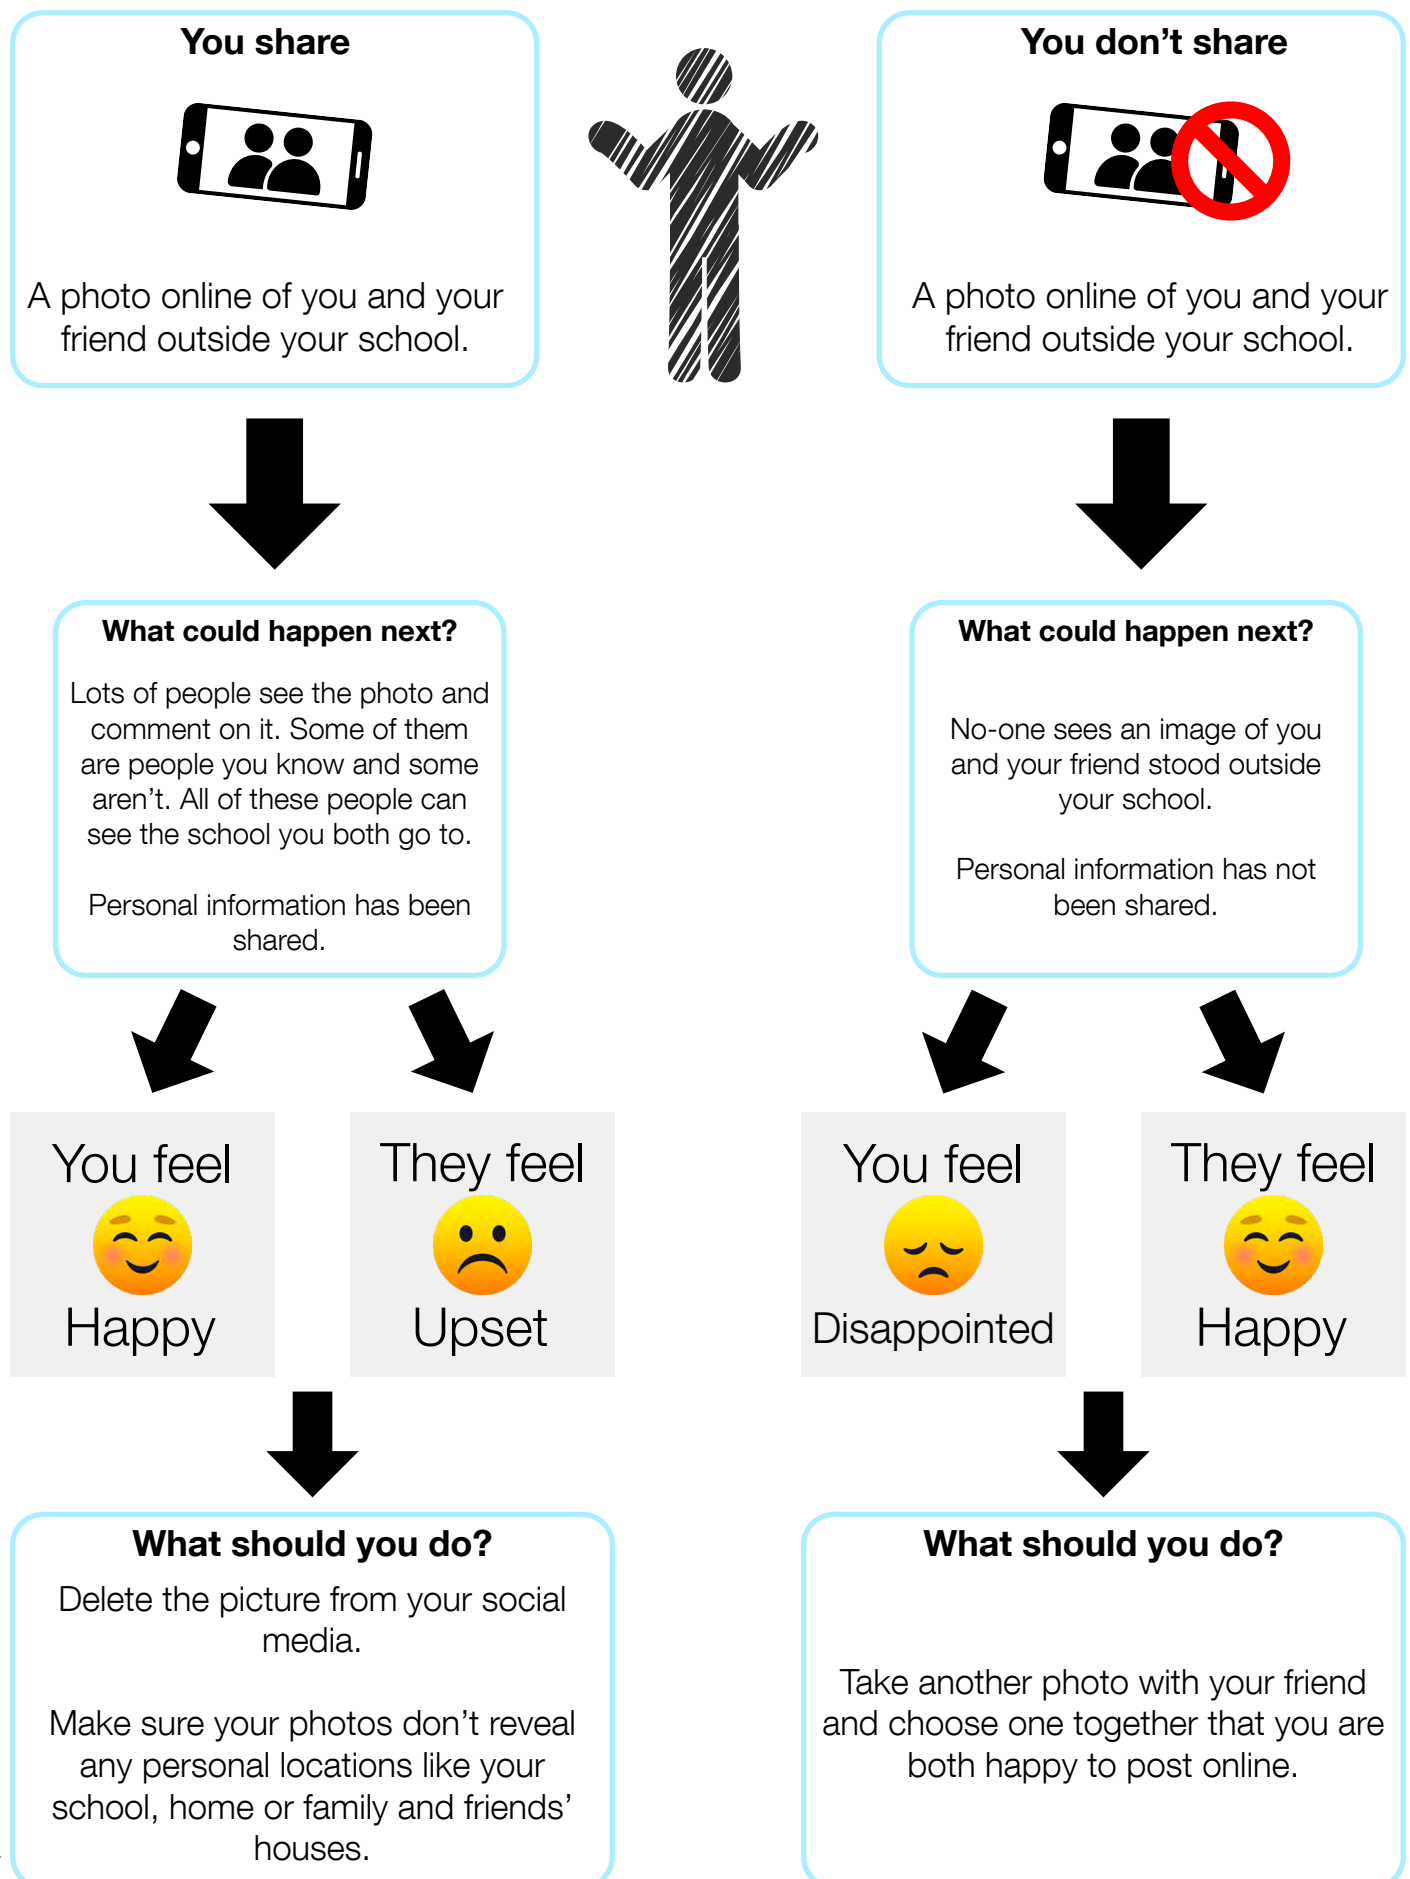 You share
A photo online of you and your
friend outside your school.
You don't share
A photo online of you and your
friend outside your school.
What could happen next?
Lots of people see the photo and
comment on it. Some of them
are people you know and some
aren't. All of these people can
see the school you both go to.
Personal information has been
shared.
What could happen next?
No-one sees an image of you
and your friend stood outside
your school.
Personal information has not
been shared.
You feel
Happy
They feel
Upset
You feel
Disappointed
They feel
Happy
What should you do?
Delete the picture from your social
media.
Make sure your photos don't reveal
any personal locations like your
school, home or family and friends'
houses.
What should you do?
Take another photo with your friend
and choose one together that you are
both happy to post online.